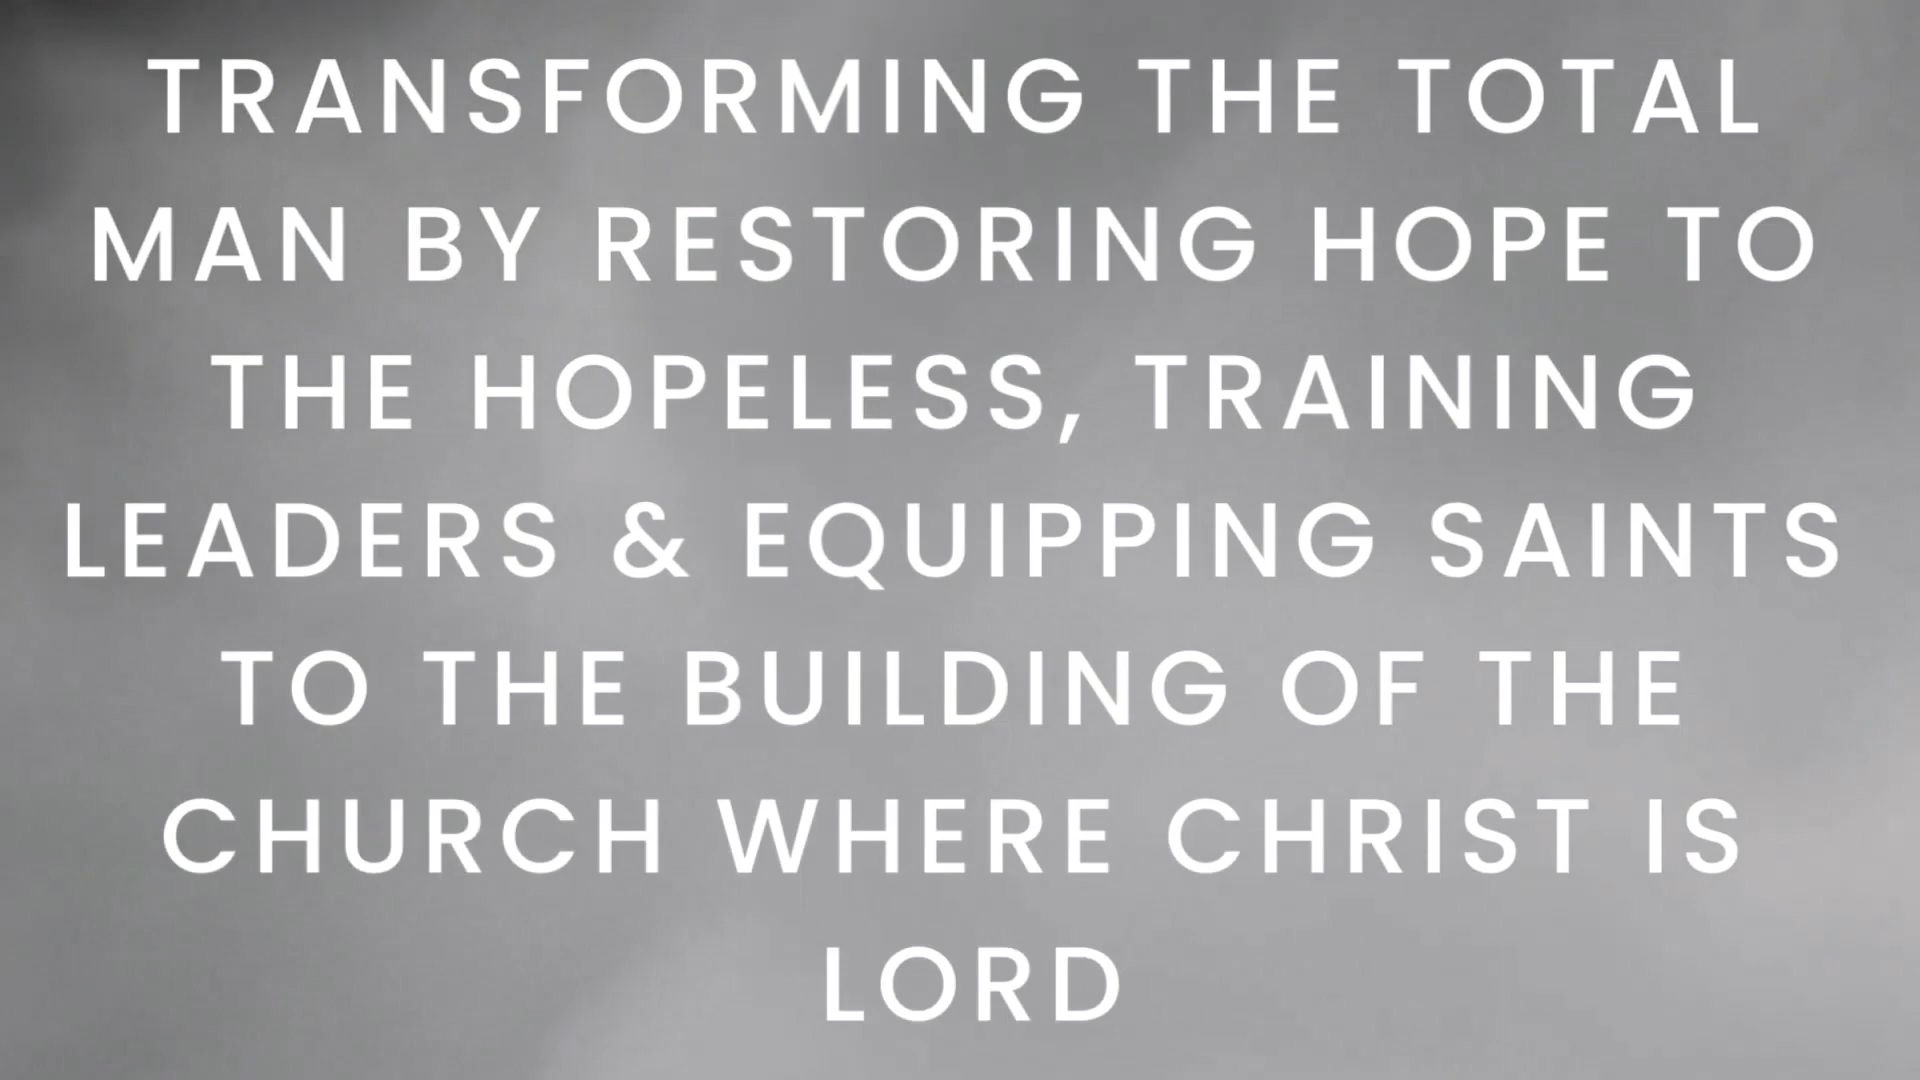 TRANSFORMING THE TOTAL
MAN BY RESTORING HOPE TO
THE HOPELESS, TRAINING
LEADERS & EQUIPPING SAINTS
TO THE BUILDING OF THE
CHURCH WHERE CHRIST IS
LORD